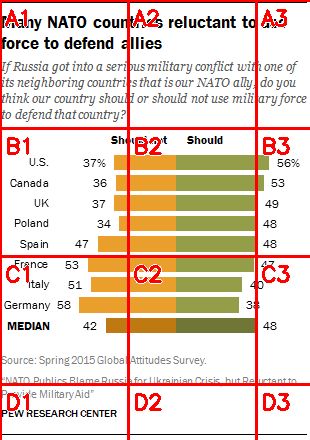 Many NATO countries reluctant to use
force to defend allies
If Russia got into a serious military conflict with one of
its neighboring countries that is our NATO ally, do you
think our country should or should not use military force
to defend that country?
Should not Should
U.S. 37% 56%
Canada 36 53
UK 37 49
Poland 34 48
Spain 47 48
France 53 47
Italy 51 40
Germany 58 38
MEDIAN 42 48
Source: Spring 2015 Global Attitudes Survey.
“NATO Publics Blame Russia for Ukrainian Crisis, but Reluctant to
Provide Military Aid”
PEW RESEARCH CENTER
A1 A2 A3
B1 B2 B3
C1 C2 C3
D1 D2 D3